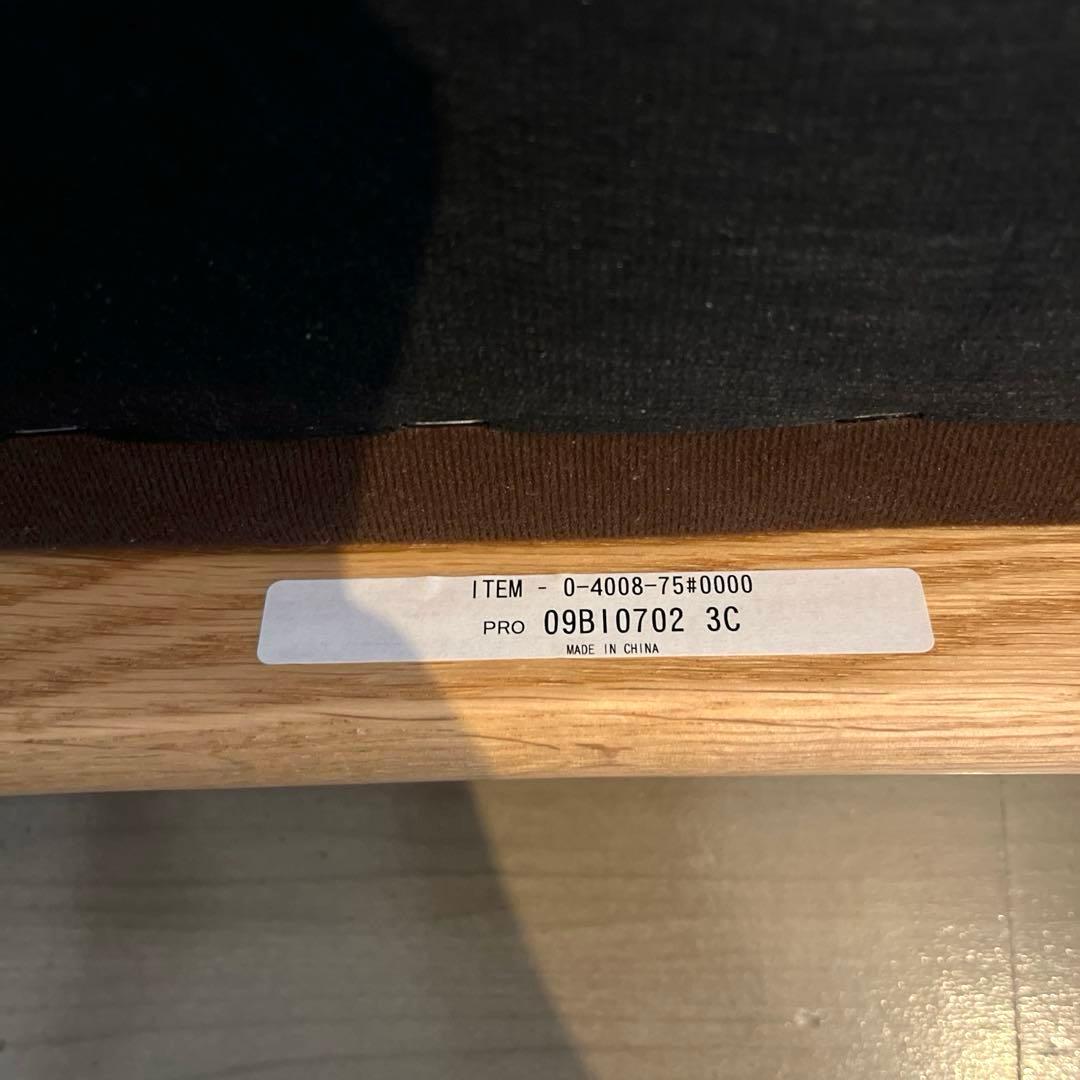 ITEM - 0-4008-75#0000
PRO 09BI0702 3C
MADE IN CHINA